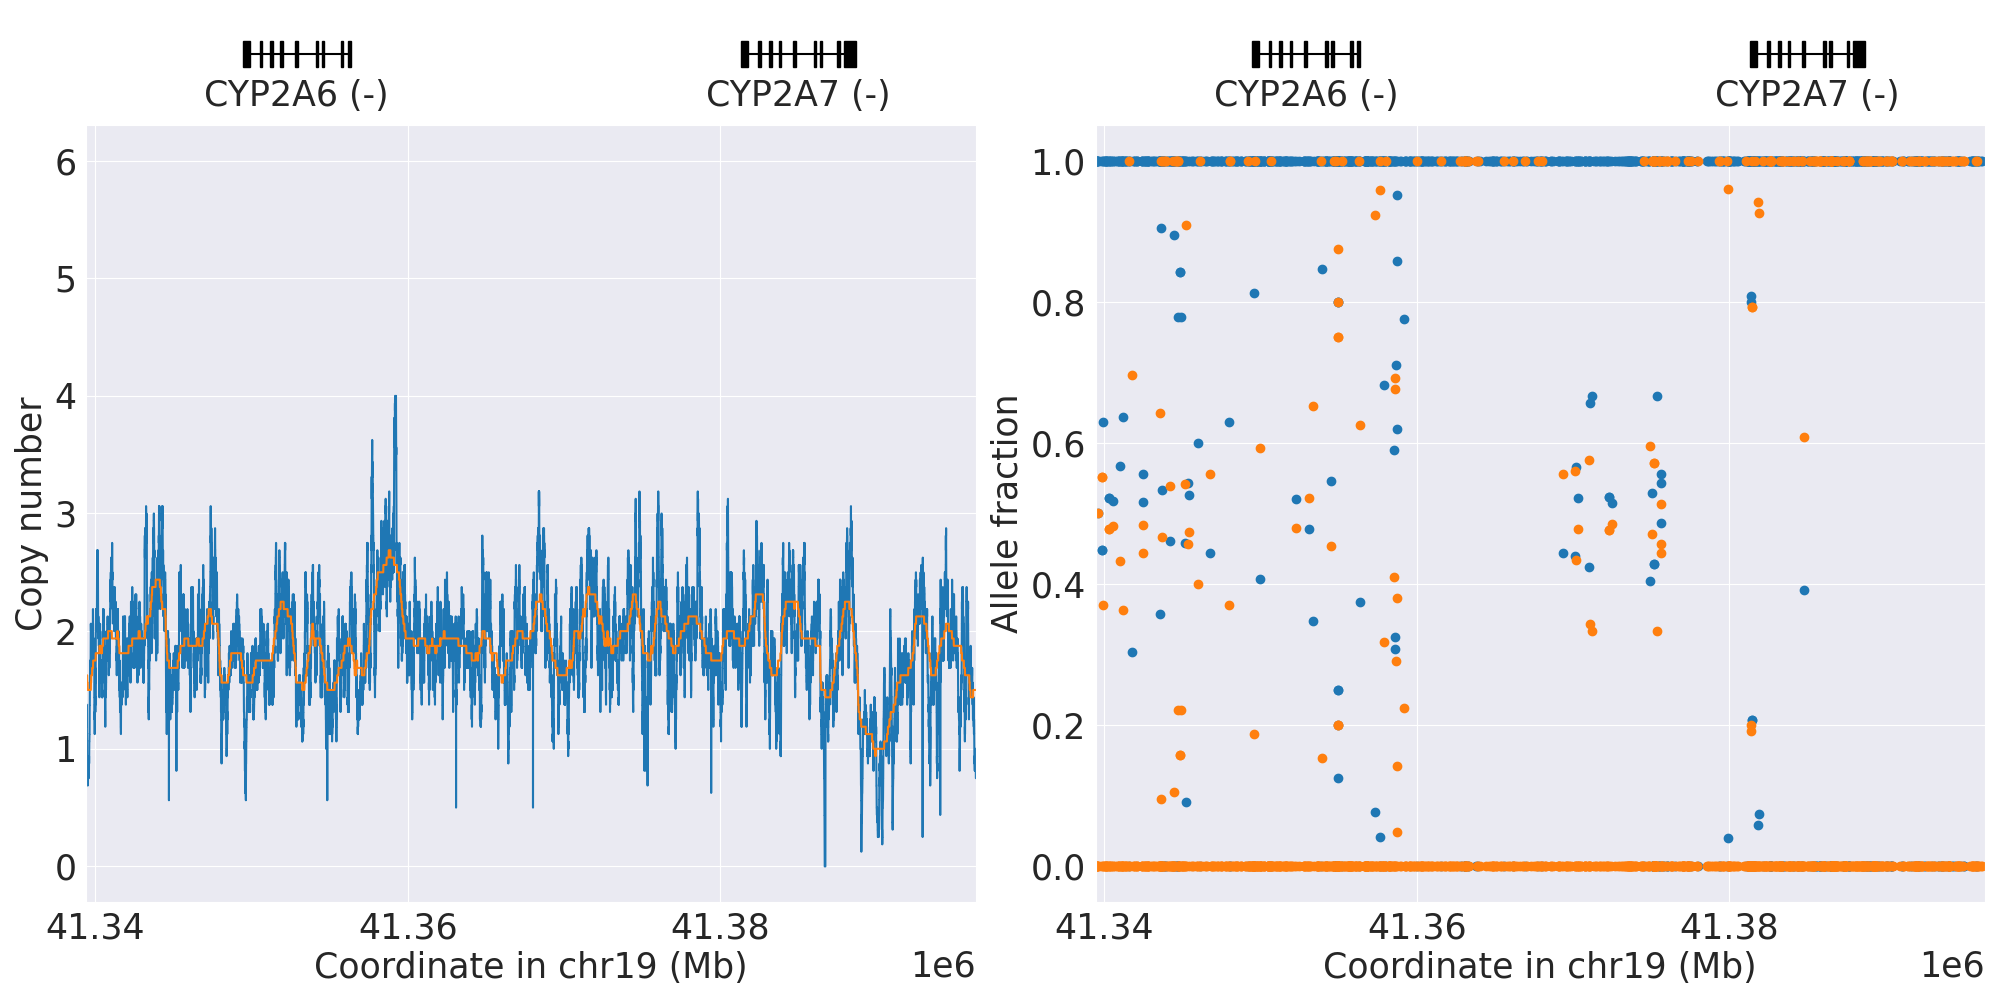 CYP2A6 (-) CYP2A7 (-)
6
5
4
3
2
1
0
Copy number
41.34 41.36 41.38
Coordinate in chr19 (Mb) 1e6
CYP2A6 (-) CYP2A7 (-)
1.0
0.8
0.6
0.4
0.2
0.0
Allele fraction
41.34 41.36 41.38
Coordinate in chr19 (Mb) 1e6